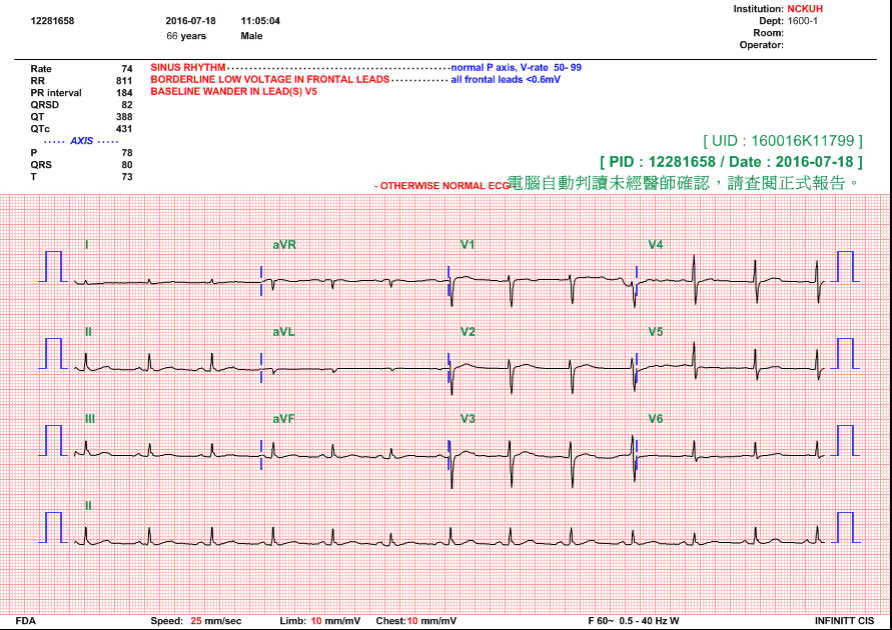 Institution: NCKUH
12281658 2016-07-18 11:05:04 Dept: 1600-1
66 years Male Room:
Operator:
Rate 74 SINUS RHYTHM normal P axis, V-rate 50- 99
RR 811 BORDERLINE LOW VOLTAGE IN FRONTAL LEADS all frontal leads <0.6mV
PR interval 184 BASELINE WANDER IN LEAD(S) V5
QRSD 82
QT 388
QTc 431
AXIS
P 78
QRS 80
T 73
[ UID : 160016K11799 ]
[ PID : 12281658 / Date : 2016-07-18 ]
- OTHERWISE NORMAL ECG 電腦自動判讀未經醫師確認，請查閱正式報告。
I aVR V1 V4
II aVL V2 V5
III aVF V3 V6
II
FDA Speed: 25 mm/sec Limb: 10 mm/mV Chest: 10 mm/mV F 60~ 0.5 - 40 Hz W INFINITT CIS